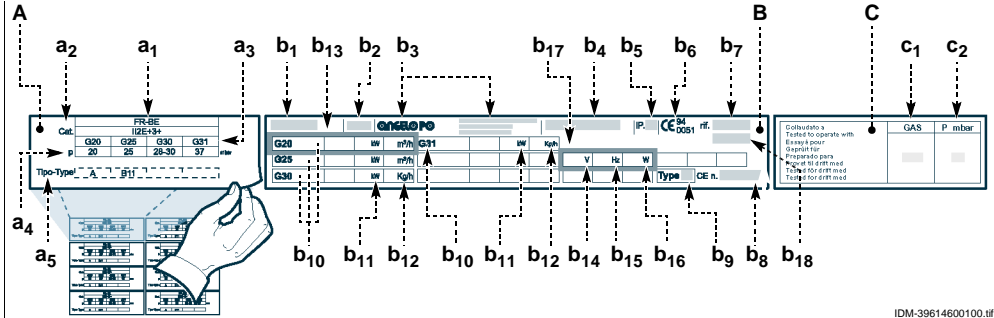 A
a2
a1
a3
b1
b13
b2
b3
b17
b4
b5
b6
b7
B
C
c1
c2
FR-BE
Cat. II2E+3+
G20 G25 G30 G31
p 20 25 28-30 37 mbar
Tipo-Type A B11
ANGELO PO
IP. CE 94 0051 rif.
G20 kW m³/h G31 kW Kg/h
G25 kW m³/h V Hz W
G30 kW Kg/h Type CE n.
Collaudato a
Tested to operate with
Essayé pour
Geprüft für
Preparado para
Prøvet til drift med
Testad för drift med
Testet for drift med
GAS P mbar
a4
a5
b10
b11
b12
b10
b11
b12
b14
b15
b16
b9
b8
b18
IDM-39614600100.tif